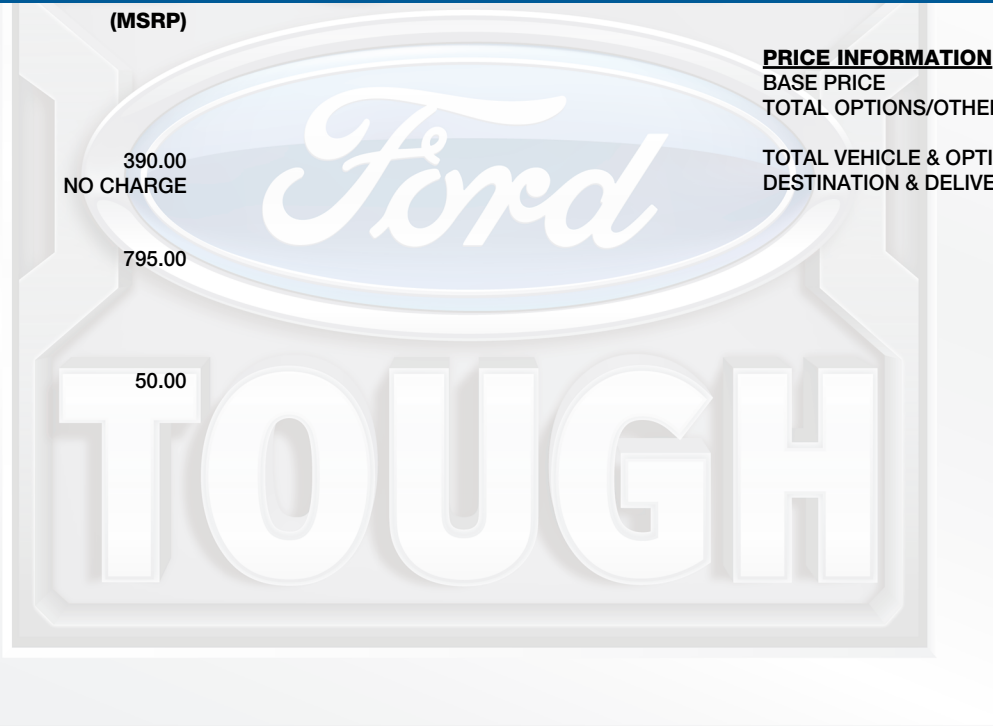 (MSRP)
390.00
NO CHARGE
795.00
50.00
PRICE INFORMATION
BASE PRICE
TOTAL OPTIONS/OTHER
TOTAL VEHICLE & OPTI
DESTINATION & DELIVE
Ford
TOUGH